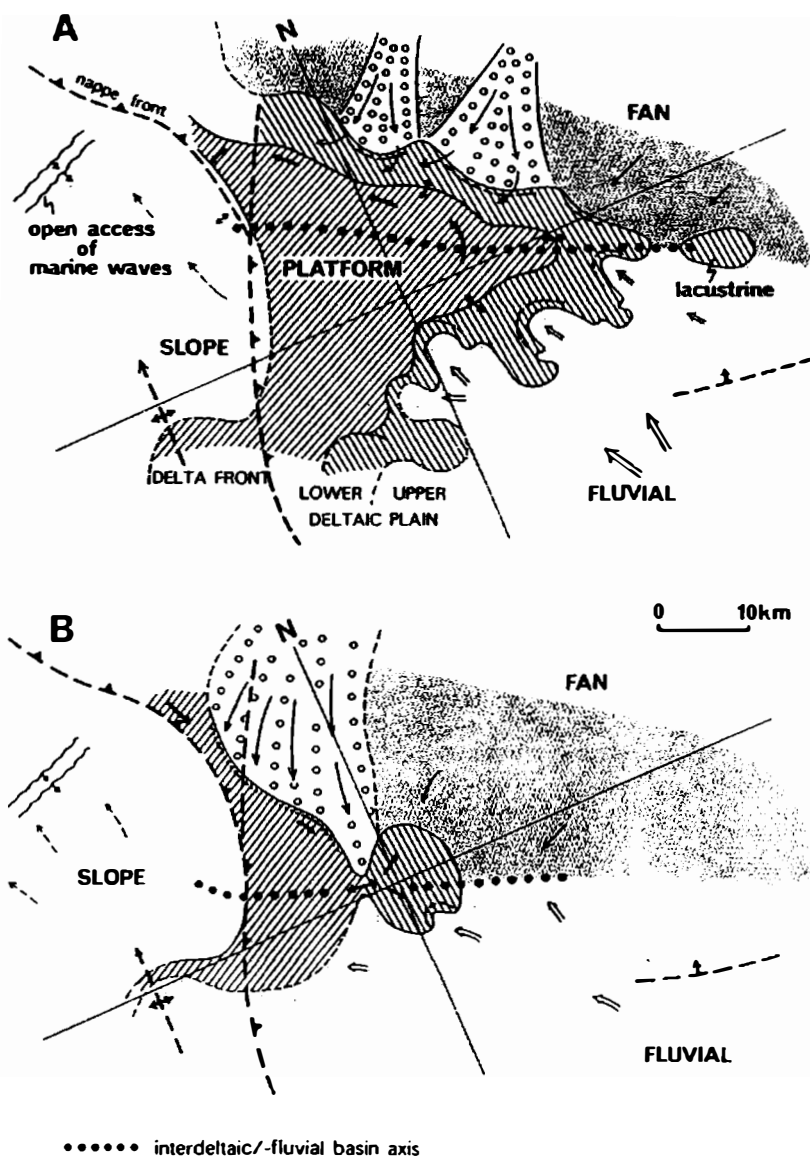 A
N
nappe front
FAN
open access
of
marine waves
PLATFORM
lacustrine
SLOPE
DELTA FRONT
LOWER UPPER
DELTAIC PLAIN
FLUVIAL
B
N
0 10km
FAN
SLOPE
FLUVIAL
interdeltaic/-fluvial basin axis